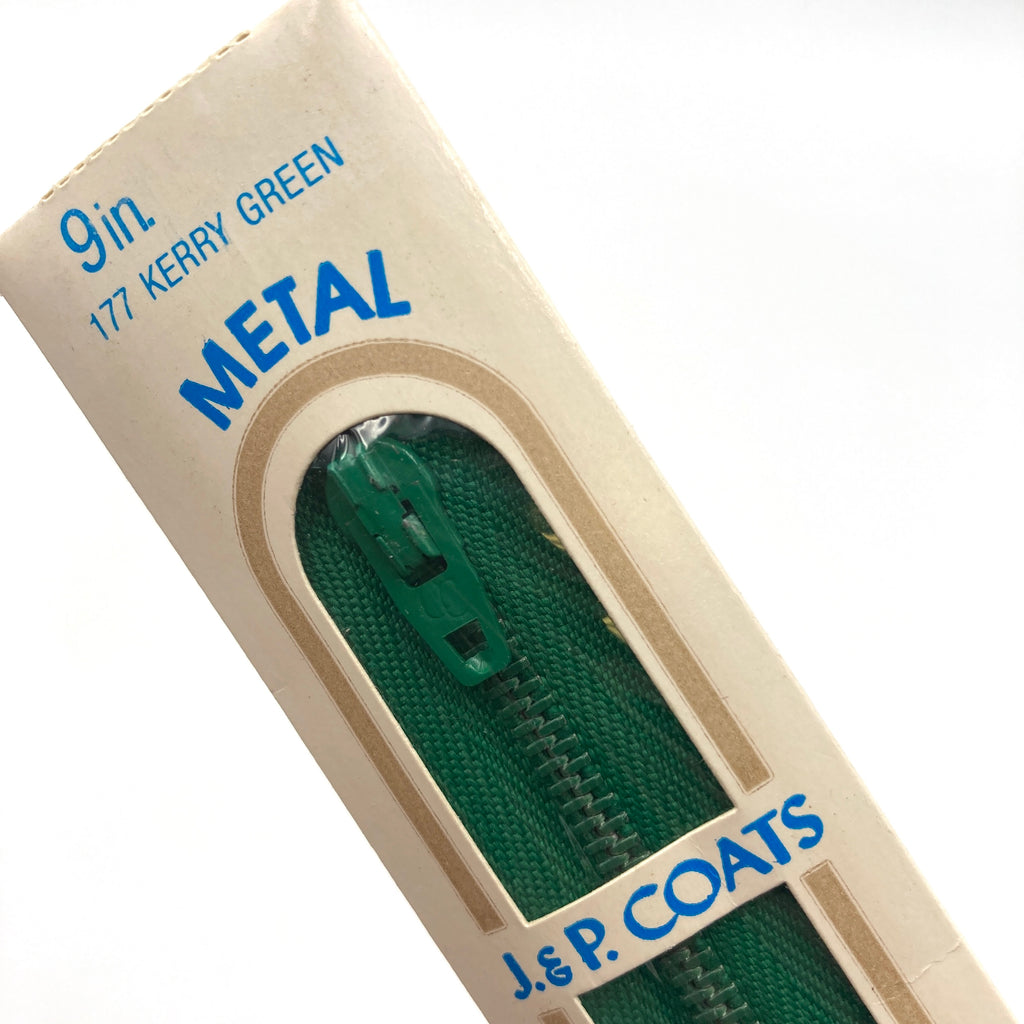 9in.
177 KERRY GREEN
METAL
J.&P. COATS